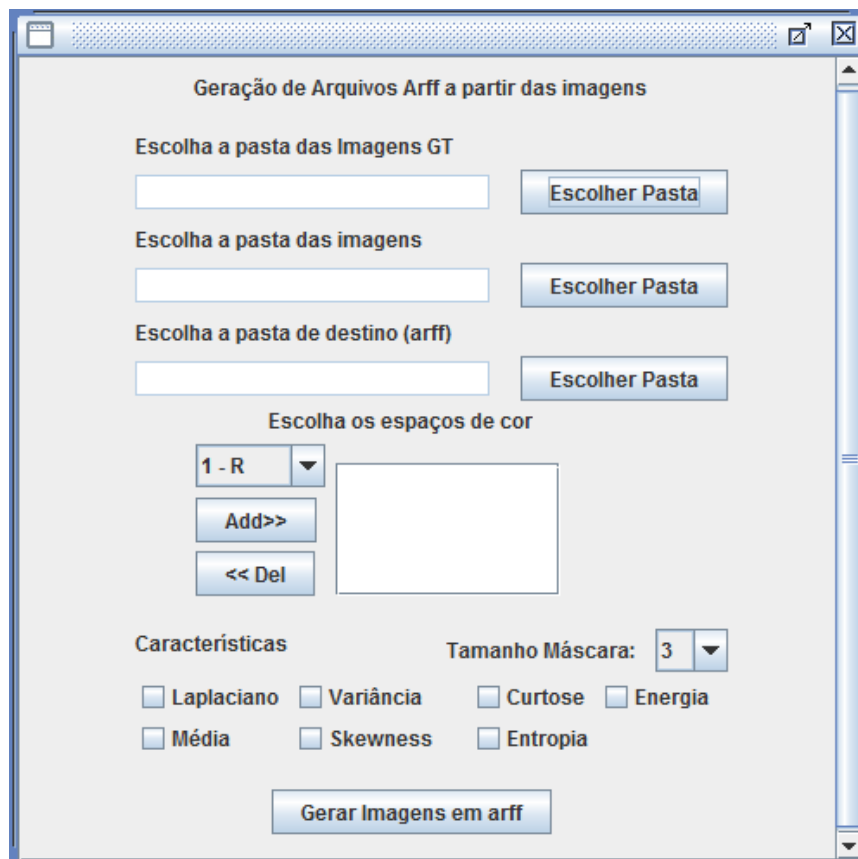 Geração de Arquivos Arff a partir das imagens
Escolha a pasta das Imagens GT
Escolher Pasta
Escolha a pasta das imagens
Escolher Pasta
Escolha a pasta de destino (arff)
Escolher Pasta
Escolha os espaços de cor
1 - R
Add>>
<< Del
Características
Tamanho Máscara: 3
Laplaciano Variância Curtose Energia
Média Skewness Entropia
Gerar Imagens em arff